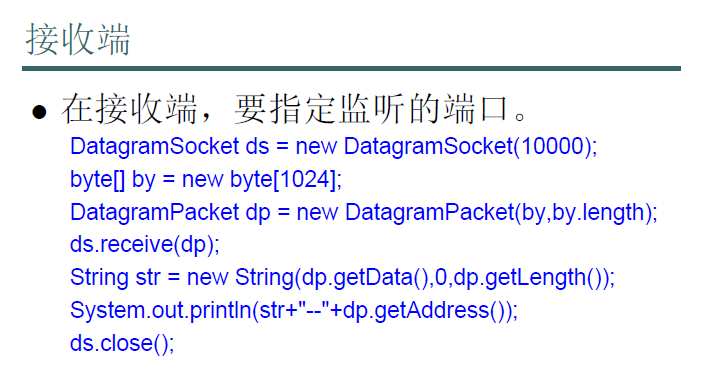 接收端
● 在接收端，要指定监听的端口。
DatagramSocket ds = new DatagramSocket(10000);
byte[] by = new byte[1024];
DatagramPacket dp = new DatagramPacket(by,by.length);
ds.receive(dp);
String str = new String(dp.getData(),0,dp.getLength());
System.out.println(str+"--"+dp.getAddress());
ds.close();